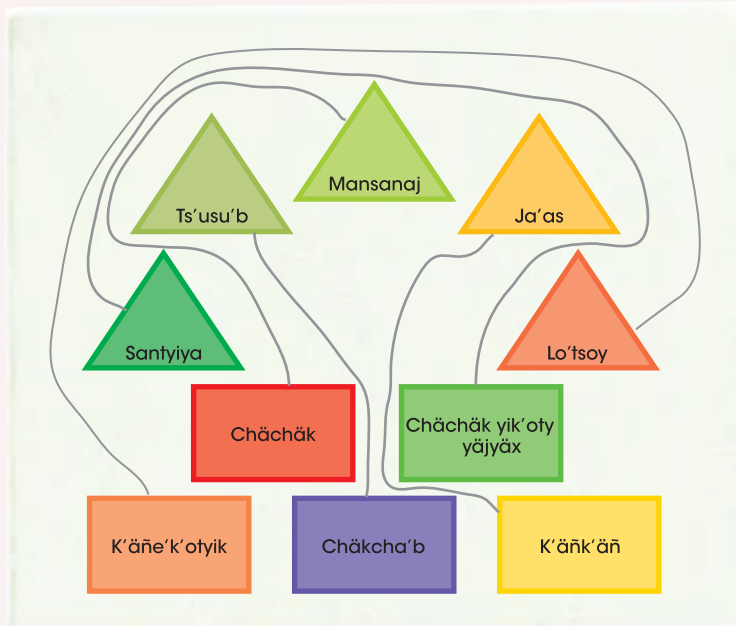 Mansanaj
Ts'usu'b
Ja'as
Santyiya
Lo'tsoy
Chächäk
Chächäk yik'oty
yäjyäx
K'äñe'k'otyik
Chäkcha'b
K'äñk'äñ